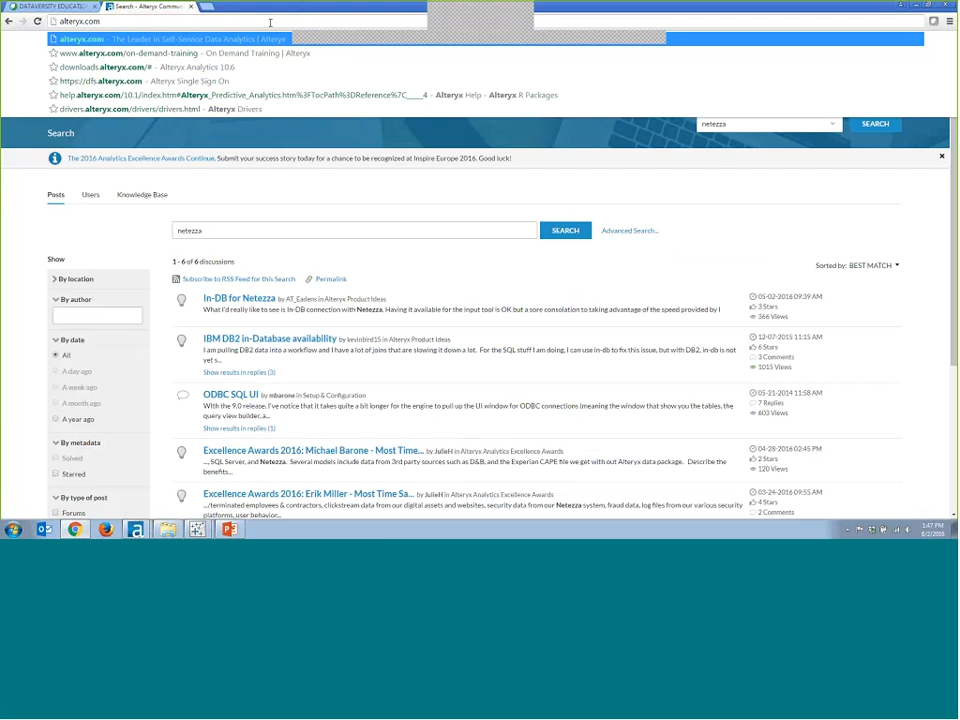 DATAVERSITY EDUCATIO
Search - Alteryx Commun
alteryx.com
alteryx.com - The Leader in Self-Service Data Analytics | Alteryx
www.alteryx.com/on-demand-training - On Demand Training | Alteryx
downloads.alteryx.com/# - Alteryx 10.6
https://dfs.alteryx.com - Alteryx Single Sign On
help.alteryx.com/10.1/index.htm#Alteryx_Predictive_Analytics.htm%3FTocPath%3DReference%7C____4 - Alteryx Help - Alteryx R Packages
drivers.alteryx.com/drivers/drivers.html - Alteryx Drivers
Search
netezza
SEARCH
The 2016 Analytics Excellence Awards Continue. Submit your success story today for a chance to be recognized at Inspire Europe 2016. Good luck!
Posts
Users
Knowledge Base
netezza
SEARCH
Advanced Search...
Show
1 - 6 of 6 discussions
Sorted by: BEST MATCH
Subscribe to RSS Feed for this Search
Permalink
By location
By author
By date
All
A day ago
A week ago
A month ago
A year ago
By metadata
Solved
Starred
By type of post
Forums
In-DB for Netezza by AT_Eadens in Alteryx Product Ideas
What I'd really like to see is In-DB connection with Netezza. Having it available for the input tool is OK but a sore consolation to taking advantage of the speed provided by I
05-02-2016 09:39 AM
3 Stars
366 Views
IBM DB2 in-Database availability by kevinbird15 in Alteryx Product Ideas
I am pulling DB2 data into a workflow and I have a lot of joins that are slowing it down a lot. For the SQL stuff I am doing, I can use in-db to fix this issue, but with DB2, in-db is not
yet s...
Show results in replies (3)
12-07-2015 11:15 AM
6 Stars
3 Comments
1015 Views
ODBC SQL UI by mbarone in Setup & Configuration
With the 9.0 release, I've notice that it takes quite a bit longer for the engine to pull up the UI window for ODBC connections (meaning the window that show you the tables, the
query view builder, a...
Show results in replies (1)
05-21-2014 11:58 AM
7 Replies
603 Views
Excellence Awards 2016: Michael Barone - Most Time... by JulieH in Alteryx Analytics Excellence Awards
..., SQL Server, and Netezza. Several models include data from 3rd party sources such as D&B, and the Experian CAPE file we get with out Alteryx data package. Describe the
benefits...
04-28-2016 02:45 PM
2 Stars
120 Views
Excellence Awards 2016: Erik Miller - Most Time Sa... by JulieH in Alteryx Analytics Excellence Awards
.../terminated employees & contractors, clickstream data from our digital assets and websites, security data from our Netezza system, fraud data, log files from our various security
platforms, user behavior...
03-24-2016 09:55 AM
4 Stars
2 Comments
1:47 PM
8/2/2016